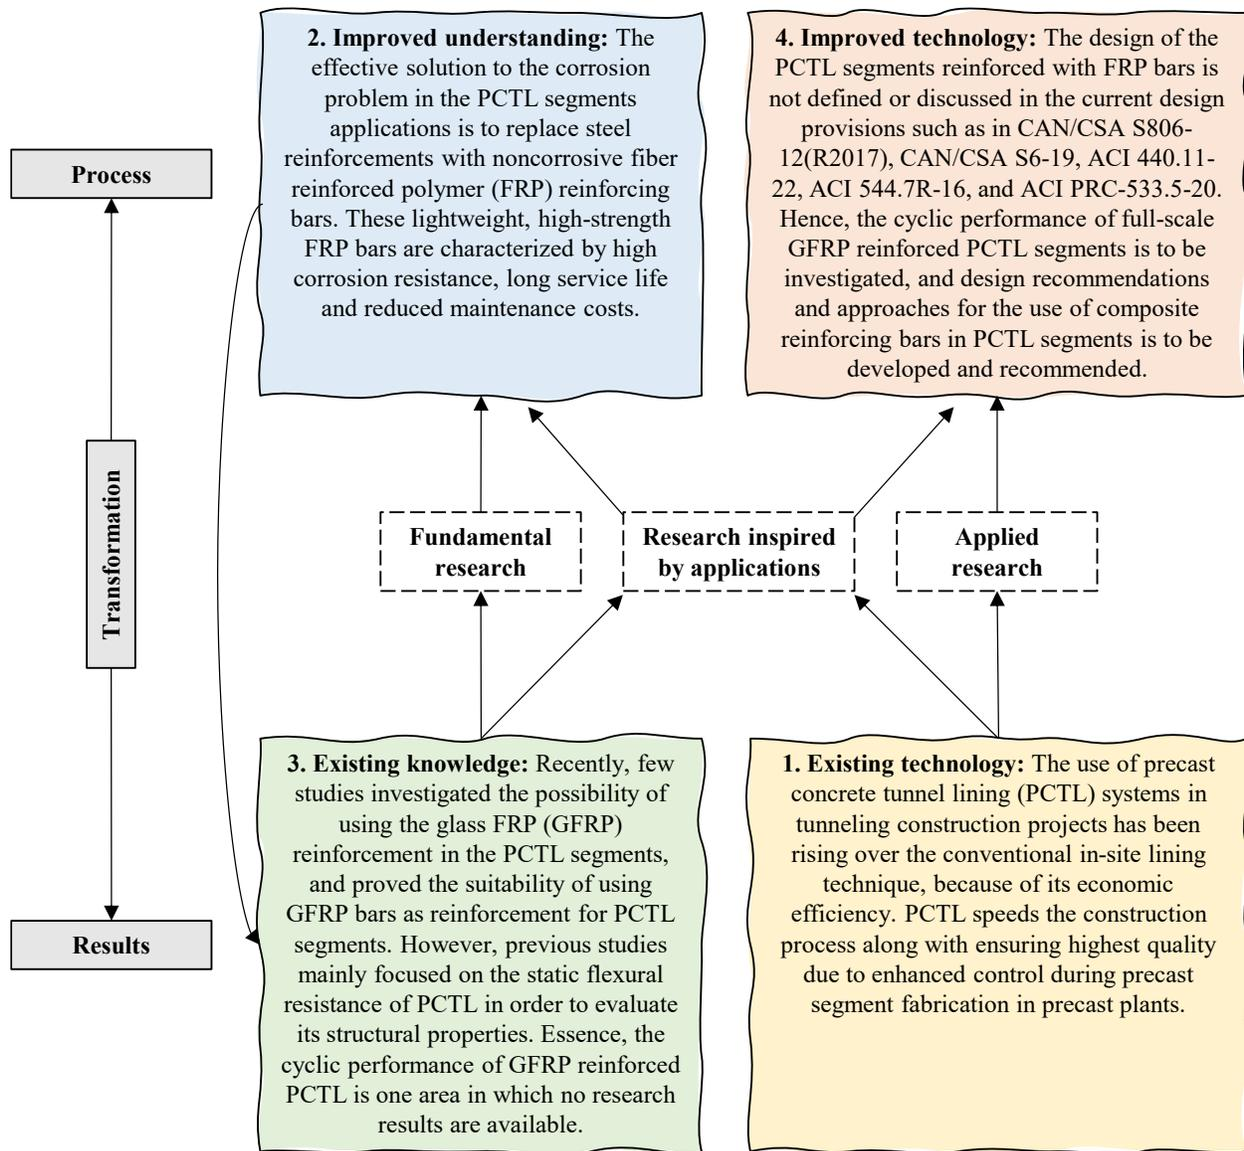 2. Improved understanding: The
effective solution to the corrosion
problem in the PCTL segments
applications is to replace steel
reinforcements with noncorrosive fiber
reinforced polymer (FRP) reinforcing
bars. These lightweight, high-strength
FRP bars are characterized by high
corrosion resistance, long service life
and reduced maintenance costs.
4. Improved technology: The design of the
PCTL segments reinforced with FRP bars is
not defined or discussed in the current design
provisions such as in CAN/CSA S806-
12(R2017), CAN/CSA S6-19, ACI 440.11-
22, ACI 544.7R-16, and ACI PRC-533.5-20.
Hence, the cyclic performance of full-scale
GFRP reinforced PCTL segments is to be
investigated, and design recommendations
and approaches for the use of composite
reinforcing bars in PCTL segments is to be
developed and recommended.
Process
Transformation
Results
Fundamental
research
Research inspired
by applications
Applied
research
3. Existing knowledge: Recently, few
studies investigated the possibility of
using the glass FRP (GFRP)
reinforcement in the PCTL segments,
and proved the suitability of using
GFRP bars as reinforcement for PCTL
segments. However, previous studies
mainly focused on the static flexural
resistance of PCTL in order to evaluate
its structural properties. Essence, the
cyclic performance of GFRP reinforced
PCTL is one area in which no research
results are available.
1. Existing technology: The use of precast
concrete tunnel lining (PCTL) systems in
tunneling construction projects has been
rising over the conventional in-site lining
technique, because of its economic
efficiency. PCTL speeds the construction
process along with ensuring highest quality
due to enhanced control during precast
segment fabrication in precast plants.